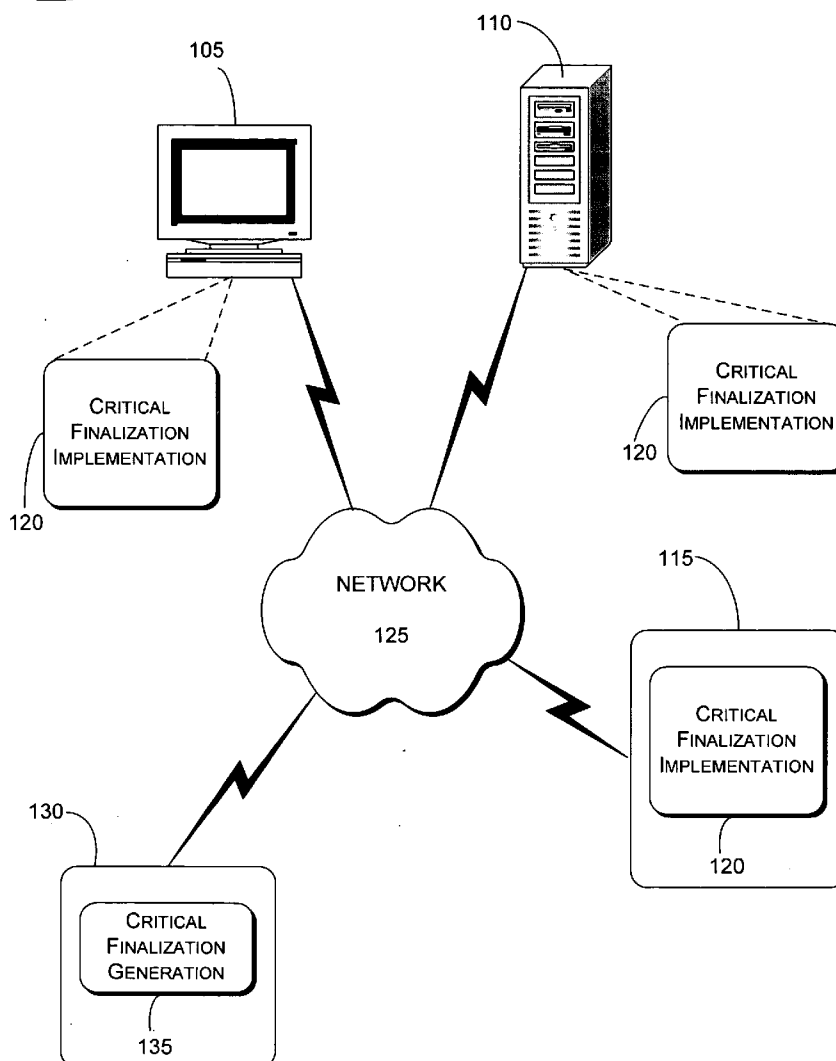 105
110
CRITICAL
FINALIZATION
IMPLEMENTATION
120
CRITICAL
FINALIZATION
IMPLEMENTATION
120
NETWORK
125
115
CRITICAL
FINALIZATION
IMPLEMENTATION
120
130
CRITICAL
FINALIZATION
GENERATION
135